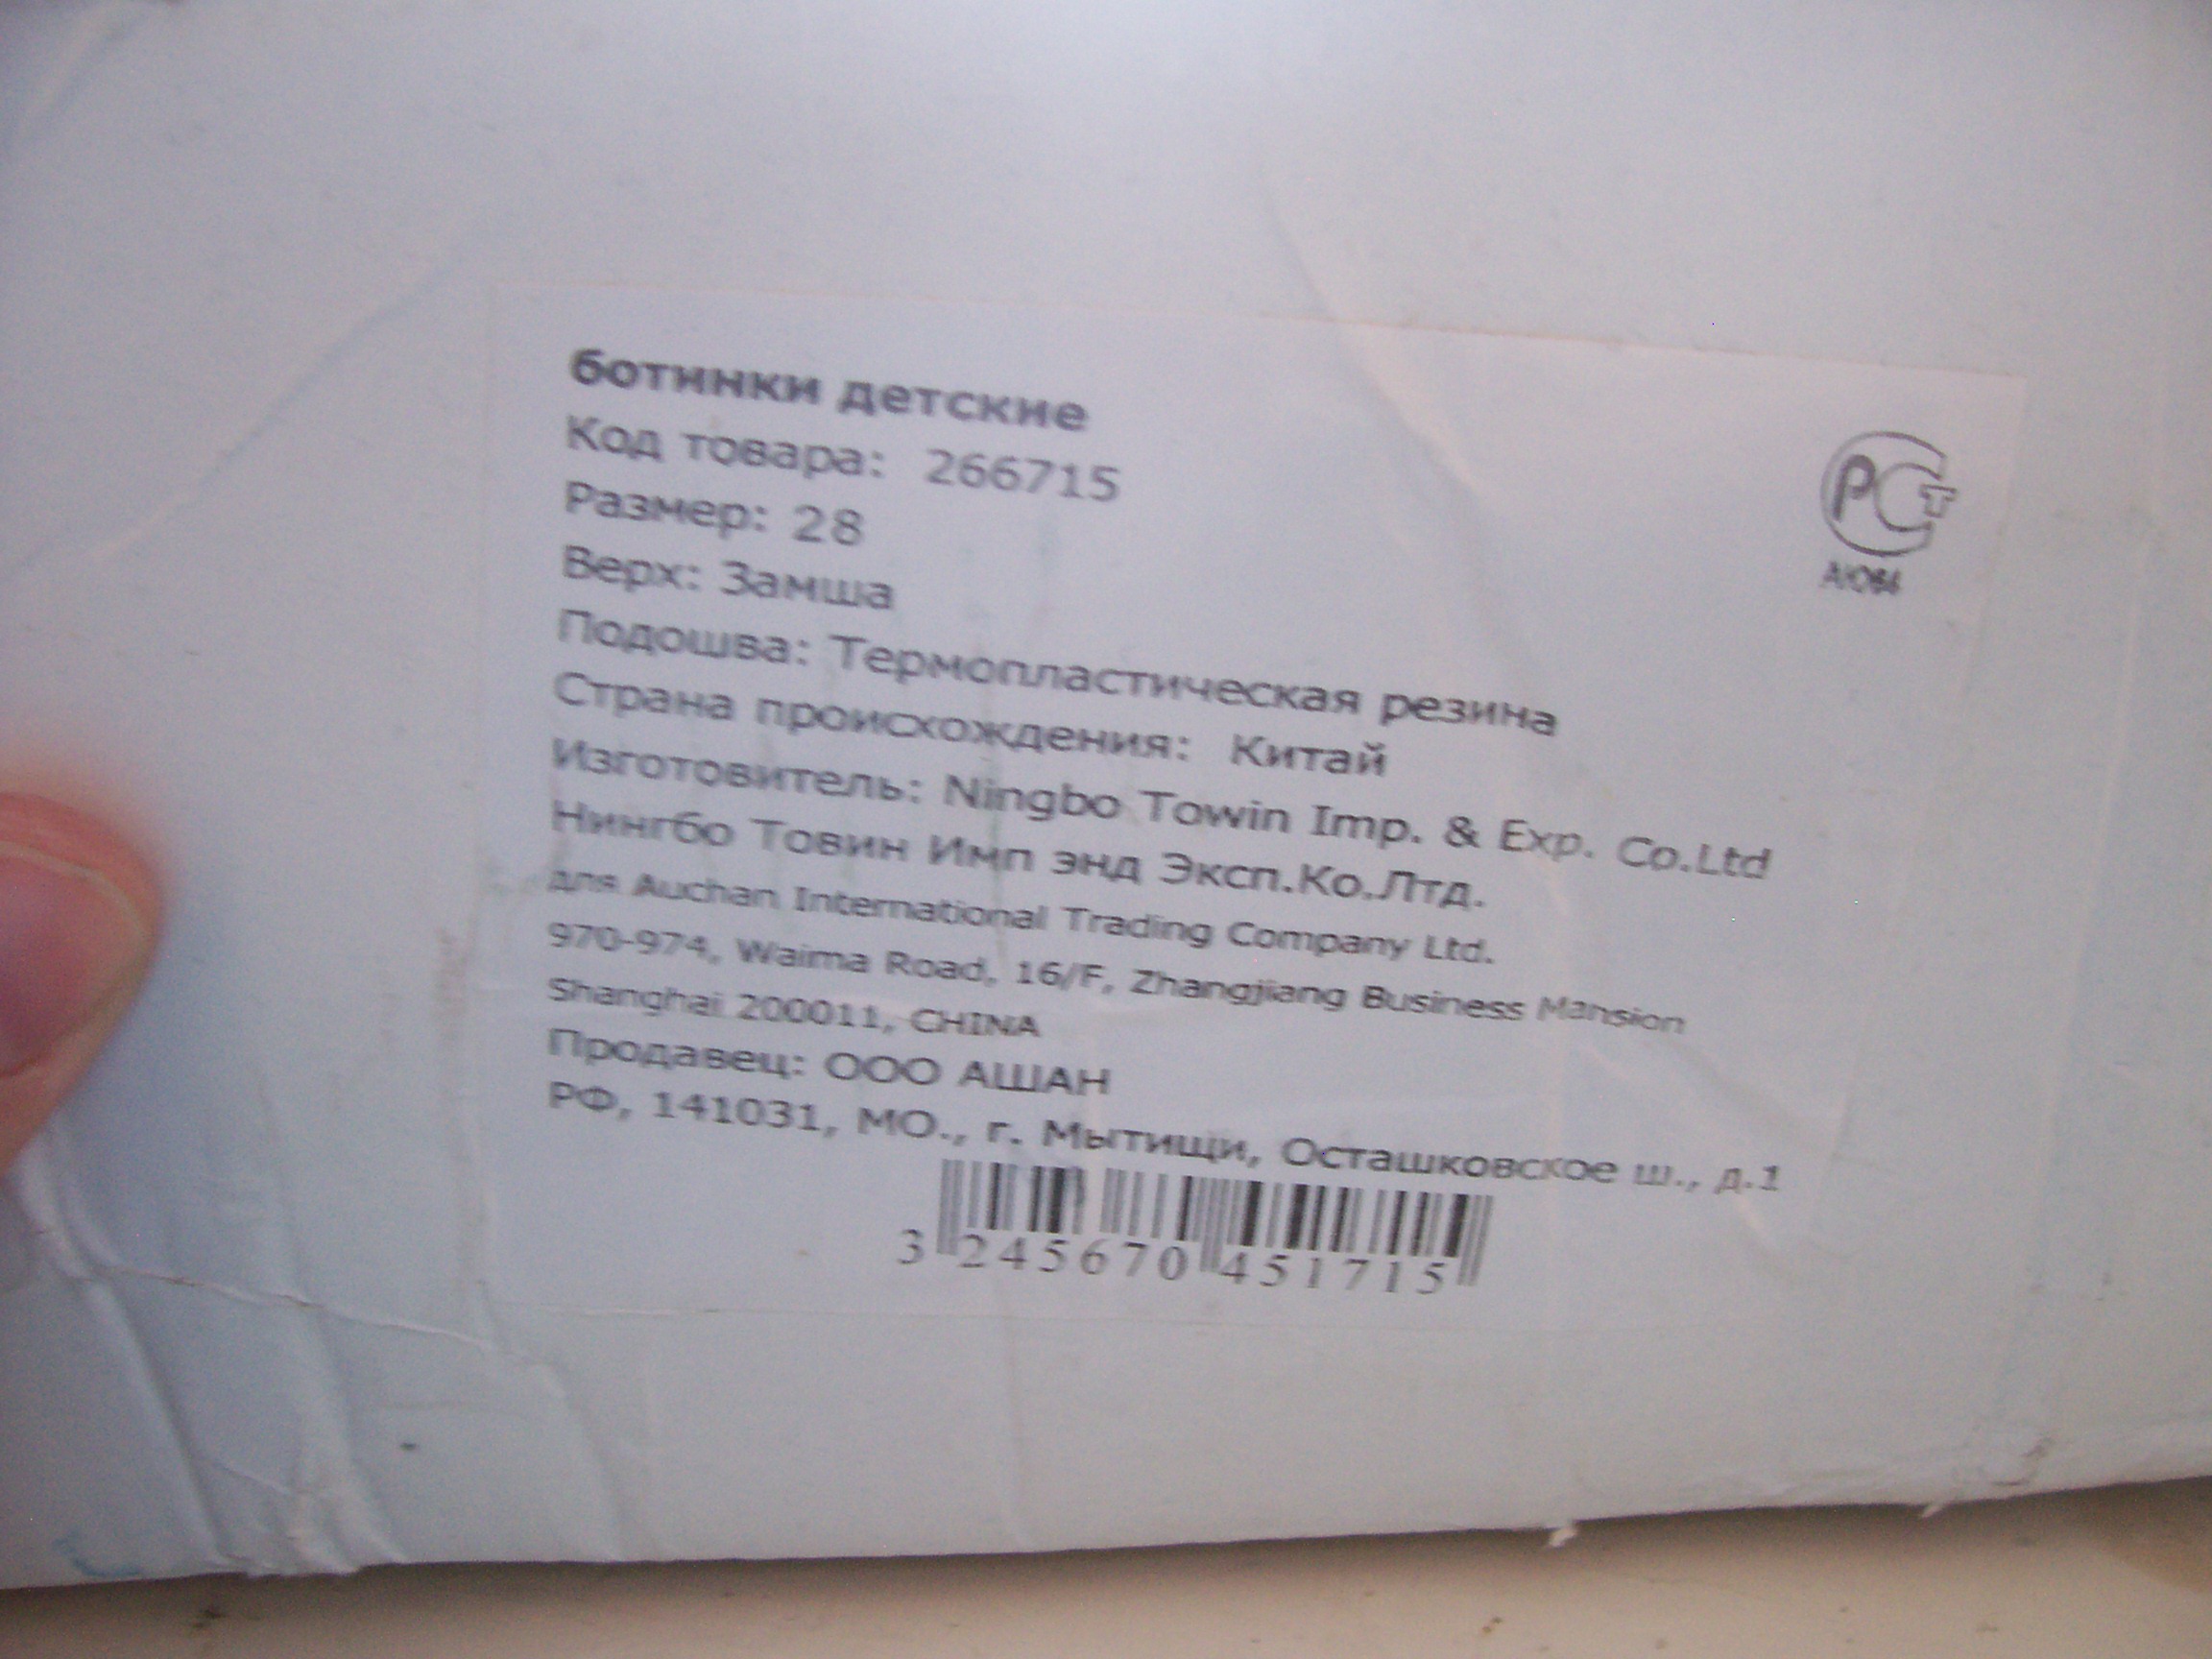 ботинки детские
Код товара: 266715
Размер: 28
Верх: Замша
Подошва: Термопластическая резина
Страна происхождения: Китай
Изготовитель: Ningbo Towin Imp. & Exp. Co.Ltd
Нингбо Товин Имп энд Эксп.Ко.Лтд.
для Auchan International Trading Company Ltd.
970-974, Waima Road, 16/F, Zhangjiang Business Mansion
Shanghai 200011, CHINA
Продавец: ООО АШАН
РФ, 141031, МО., г. Мытищи, Осташковское ш., д.1
3 245670 451715
РСТ